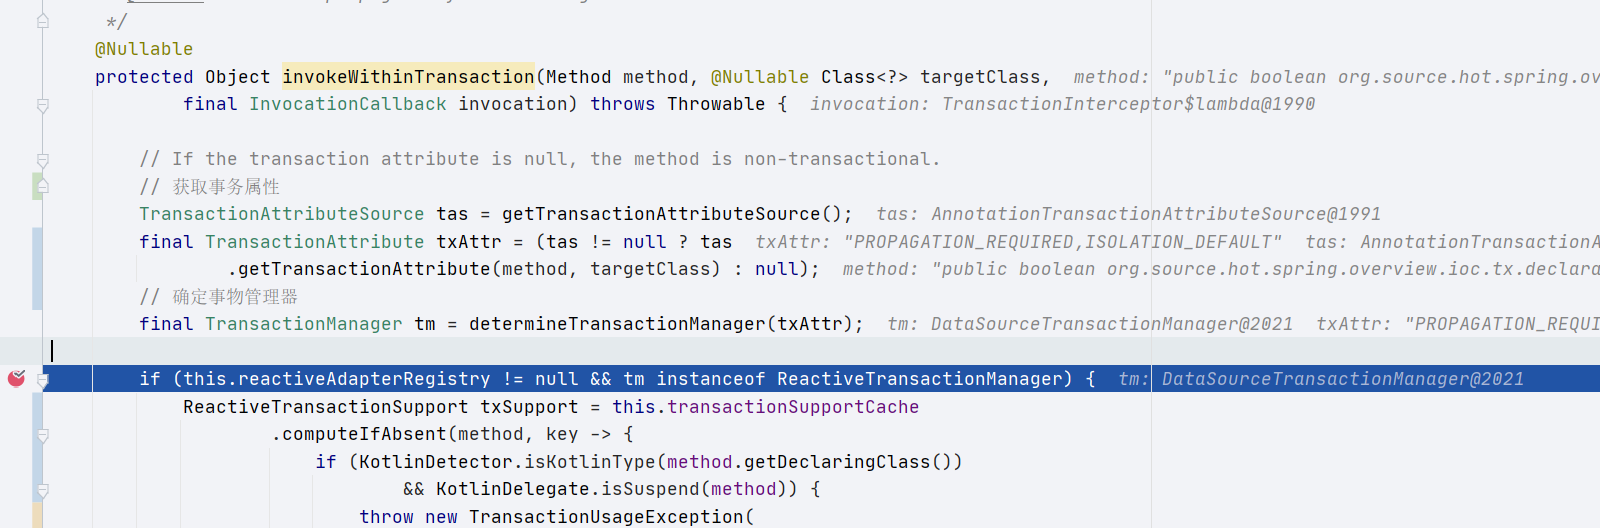 */
@Nullable
protected Object invokeWithinTransaction(Method method, @Nullable Class<?> targetClass,  method: "public boolean org.source.hot.spring.ove
final InvocationCallback invocation) throws Throwable {  invocation: TransactionInterceptor$lambda@1990
// If the transaction attribute is null, the method is non-transactional.
// 获取事务属性
TransactionAttributeSource tas = getTransactionAttributeSource();  tas: AnnotationTransactionAttributeSource@1991
final TransactionAttribute txAttr = (tas != null ? tas  txAttr: "PROPAGATION_REQUIRED,ISOLATION_DEFAULT"  tas: AnnotationTransactionA
.getTransactionAttribute(method, targetClass) : null);  method: "public boolean org.source.hot.spring.overview.ioc.tx.declara
// 确定事物管理器
final TransactionManager tm = determineTransactionManager(txAttr);  tm: DataSourceTransactionManager@2021  txAttr: "PROPAGATION_REQUI
if (this.reactiveAdapterRegistry != null && tm instanceof ReactiveTransactionManager) {  tm: DataSourceTransactionManager@2021
ReactiveTransactionSupport txSupport = this.transactionSupportCache
.computeIfAbsent(method, key -> {
if (KotlinDetector.isKotlinType(method.getDeclaringClass())
&& KotlinDelegate.isSuspend(method)) {
throw new TransactionUsageException(